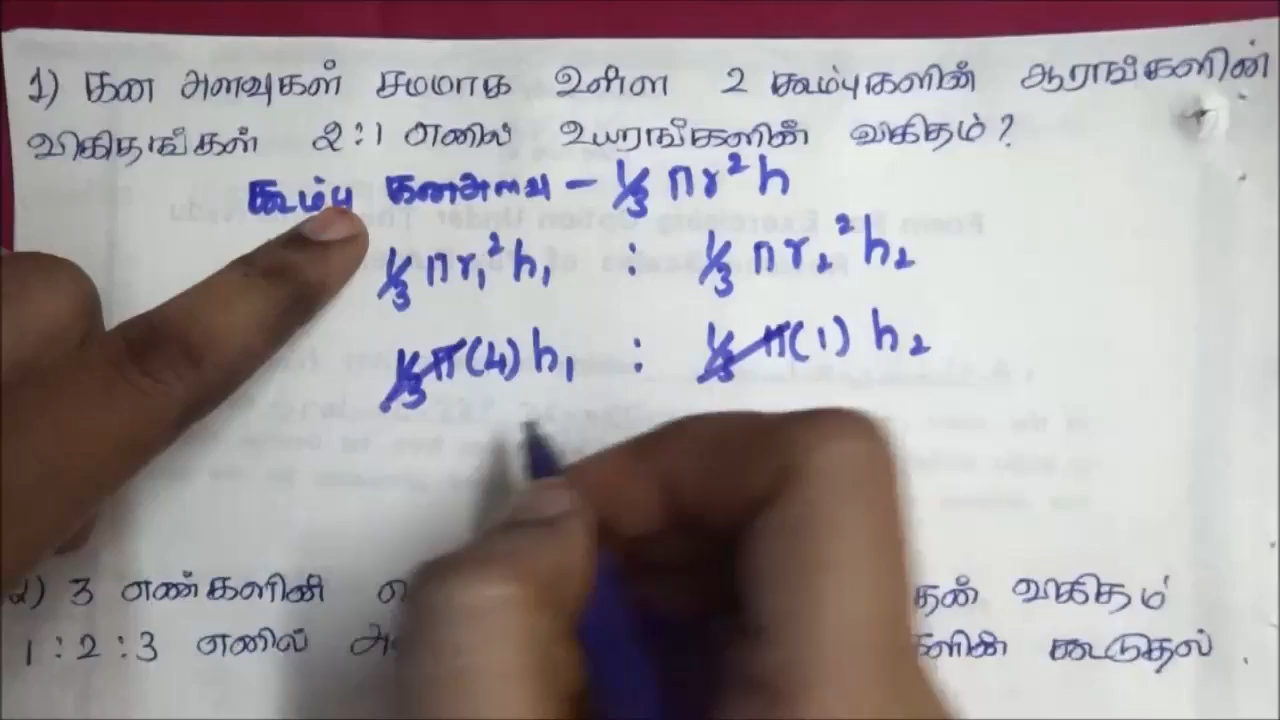 1) கன அளவுகள் சமமாக உள்ள 2 கூம்புகளின் ஆரங்களின்
விகிதங்கள் 2:1 எனில் உயரங்களின் விகிதம்?
கூம்பு கனஅளவு - 1/3 πr²h
1/3 πr₁²h₁ : 1/3 πr₂²h₂
1/3 π(4)h₁ : 1/3 π(1)h₂
2) 3 எண்களின் விகிதம்
1:2:3 எனில் கூடுதல்